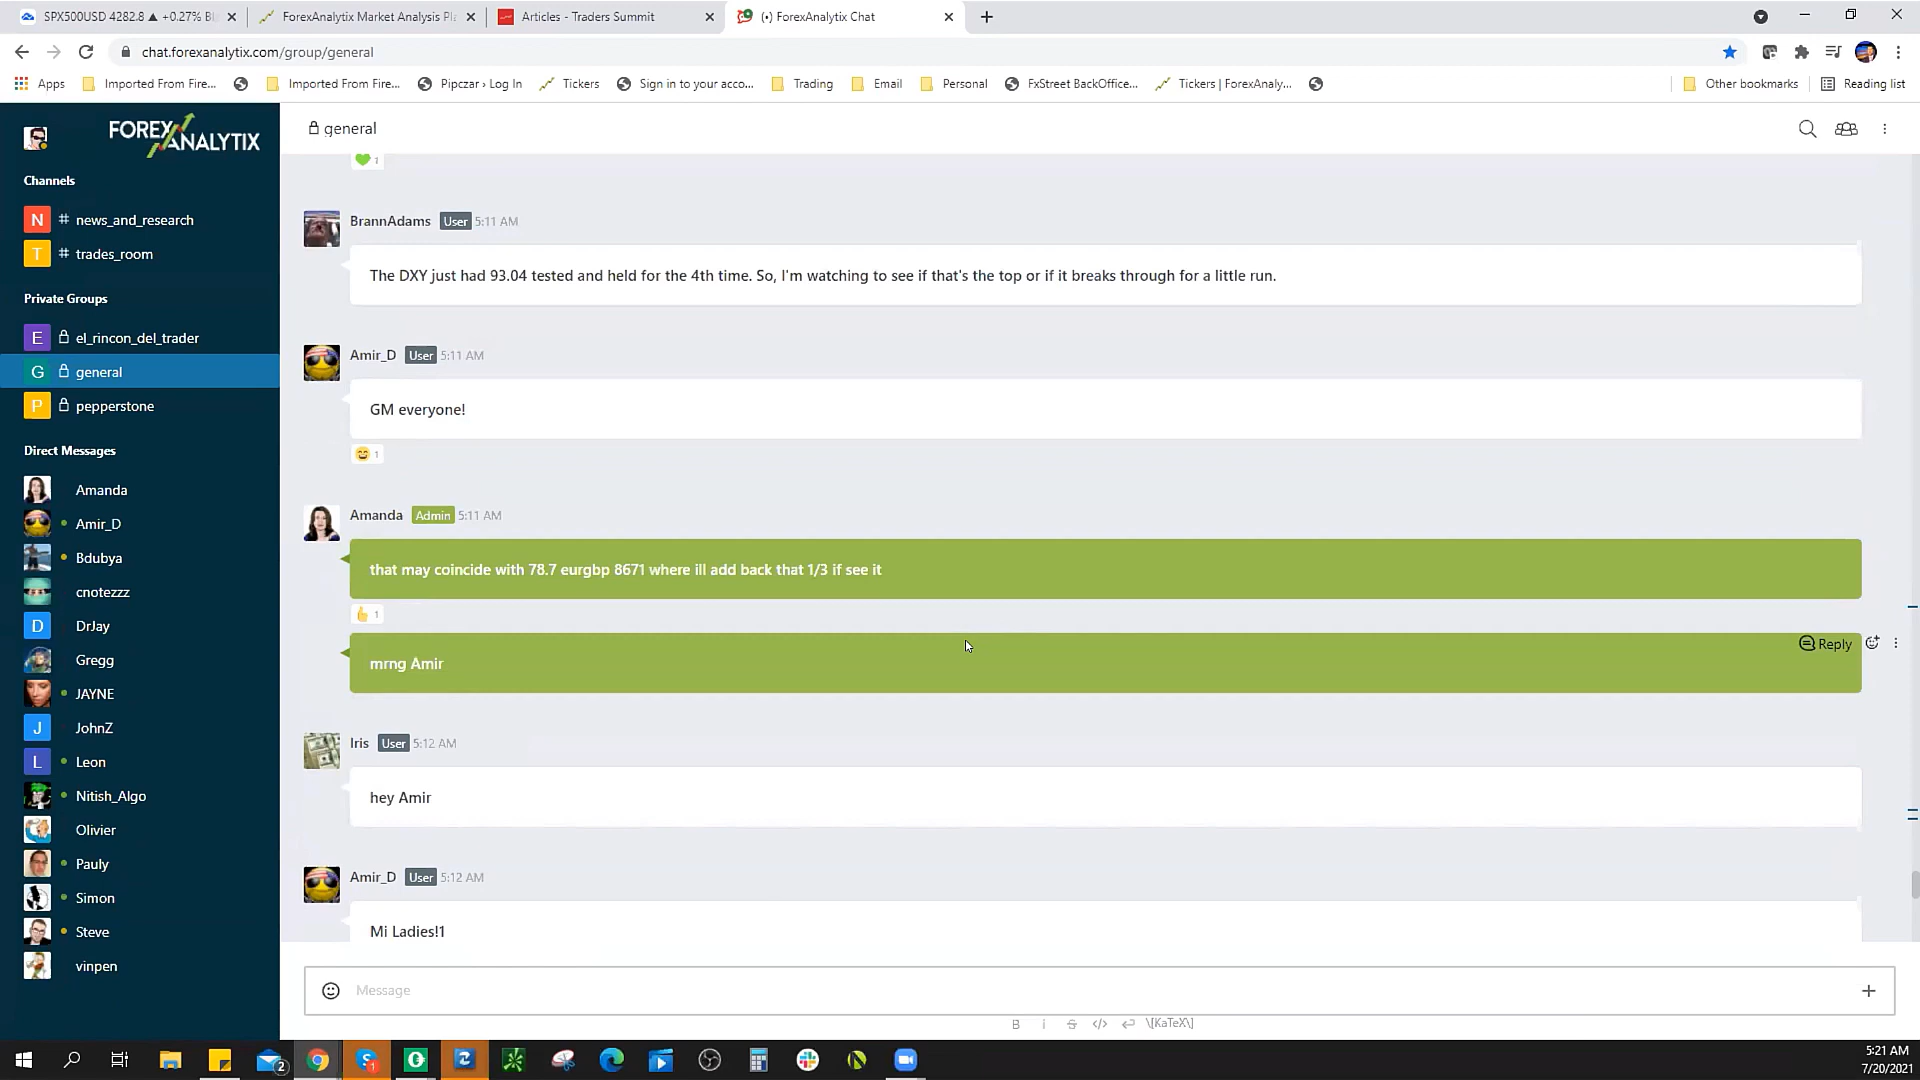 SPX500USD 4282.8 ▲ +0.27%
ForexAnalytix Market Analysis Pl
Articles - Traders Summit
(•) ForexAnalytix Chat
chat.forexanalytix.com/group/general
Apps
Imported From Fire...
Imported From Fire...
Pipczar › Log In
Tickers
Sign in to your acco...
Trading
Email
Personal
FxStreet BackOffice...
Tickers | ForexAnaly...
Other bookmarks
Reading list
FOREX ANALYTIX
Channels
N # news_and_research
T # trades_room
Private Groups
E el_rincon_del_trader
G general
P pepperstone
Direct Messages
Amanda
Amir_D
Bdubya
cnotezzz
D DrJay
Gregg
JAYNE
J JohnZ
L Leon
Nitish_Algo
Olivier
Pauly
Simon
Steve
vinpen
general
1
BrannAdams User 5:11 AM
The DXY just had 93.04 tested and held for the 4th time. So, I'm watching to see if that's the top or if it breaks through for a little run.
Amir_D User 5:11 AM
GM everyone!
1
Amanda Admin 5:11 AM
that may coincide with 78.7 eurgbp 8671 where ill add back that 1/3 if see it
1
Reply
mrng Amir
Iris User 5:12 AM
hey Amir
Amir_D User 5:12 AM
Mi Ladies!1
Message
B i S </> \[KaTeX\]
2
1
5:21 AM
7/20/2021